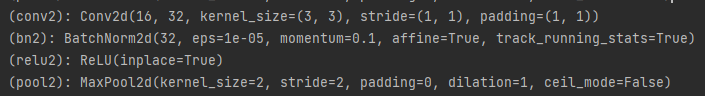 (conv2): Conv2d(16, 32, kernel_size=(3, 3), stride=(1, 1), padding=(1, 1))
(bn2): BatchNorm2d(32, eps=1e-05, momentum=0.1, affine=True, track_running_stats=True)
(relu2): ReLU(inplace=True)
(pool2): MaxPool2d(kernel_size=2, stride=2, padding=0, dilation=1, ceil_mode=False)